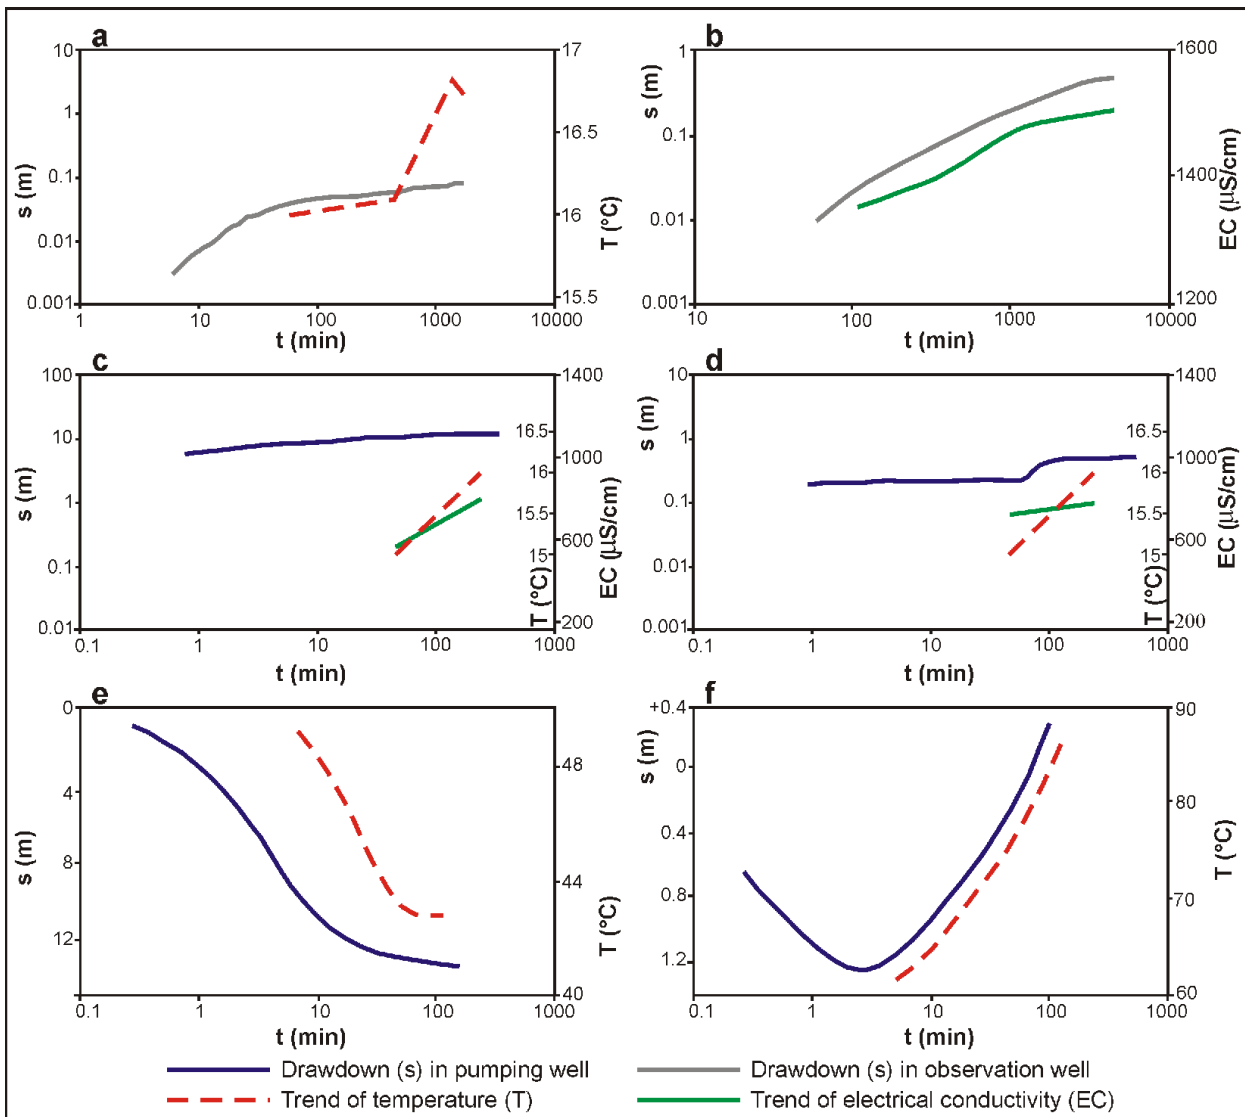 a
10
1
0.1
0.01
0.001
s (m)
1
10
100
1000
10000
t (min)
17
16.5
16
15.5
T (°C)
b
1
0.1
0.01
0.001
s (m)
10
100
1000
10000
t (min)
1600
1400
1200
EC (µS/cm)
c
100
10
1
0.1
0.01
s (m)
0.1
1
10
100
1000
t (min)
16.5
16
15.5
15
T (°C)
1400
1000
600
200
EC (µS/cm)
d
10
1
0.1
0.01
0.001
s (m)
0.1
1
10
100
1000
t (min)
16.5
16
15.5
15
T (°C)
1400
1000
600
200
EC (µS/cm)
e
0
4
8
12
s (m)
0.1
1
10
100
1000
t (min)
48
44
40
T (°C)
f
+0.4
0
0.4
0.8
1.2
s (m)
0.1
1
10
100
1000
t (min)
90
80
70
60
T (°C)
Drawdown (s) in pumping well
Drawdown (s) in observation well
Trend of temperature (T)
Trend of electrical conductivity (EC)